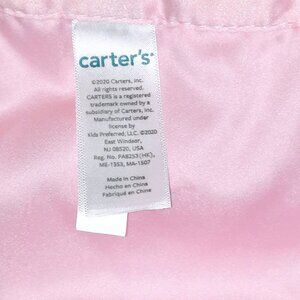 carter's
©2020 Carters, Inc.
All rights reserved.
CARTERS is a registered
trademark owned by a
subsidiary of Carters, Inc.
Manufactured under
license by
Kids Preferred, LLC. ©2020
East Windsor,
NJ 08520, USA
Reg. No. PA8253(HK),
ME-1353, MA-1507
Made in China
Hecho en China
Fabriqué en Chine